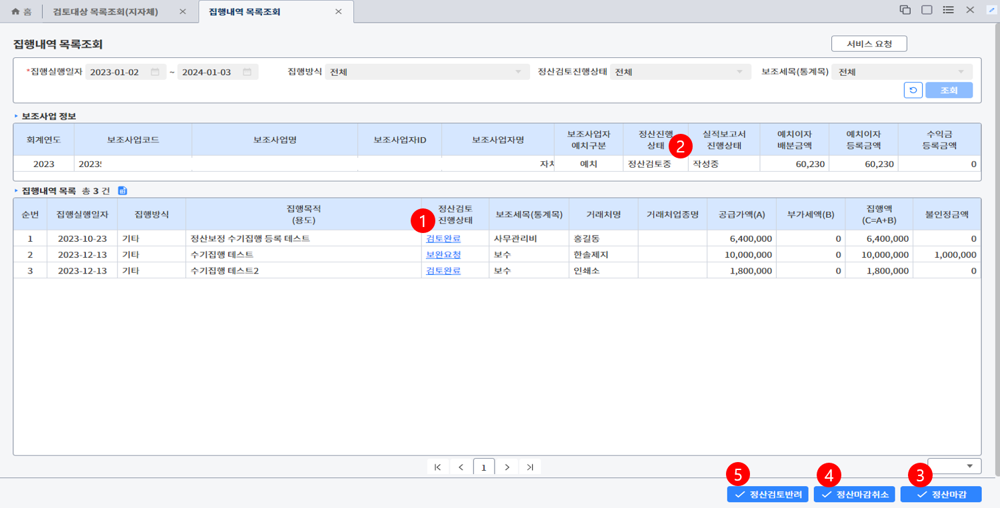 홈 검토대상 목록조회(지자체) 집행내역 목록조회
집행내역 목록조회 서비스 요청
*집행실행일자 2023-01-02 ~ 2024-01-03 집행방식 전체 정산검토진행상태 전체 보조세목(통계목) 전체
조회
보조사업 정보
회계연도 보조사업코드 보조사업명 보조사업자ID 보조사업자명 보조사업자 예치구분 정산진행 상태 실적보고서 진행상태 예치이자 배분금액 예치이자 등록금액 수익금 등록금액
2
2023 2023 자치 예치 정산검토중 작성중 60,230 60,230 0
집행내역 목록 총 3 건
순번 집행실행일자 집행방식 집행목적 (용도) 정산검토 진행상태 보조세목(통계목) 거래처명 거래처업종명 공급가액(A) 부가세액(B) 집행액 (C=A+B) 불인정금액
1
1 2023-10-23 기타 정산보정 수기집행 등록 테스트 검토완료 사무관리비 홍길동 6,400,000 0 6,400,000 0
2 2023-12-13 기타 수기집행 테스트 보완요청 보수 한솔제지 10,000,000 0 10,000,000 1,000,000
3 2023-12-13 기타 수기집행 테스트2 검토완료 보수 인쇄소 1,800,000 0 1,800,000 0
1
5 4 3
정산검토반려 정산마감취소 정산마감